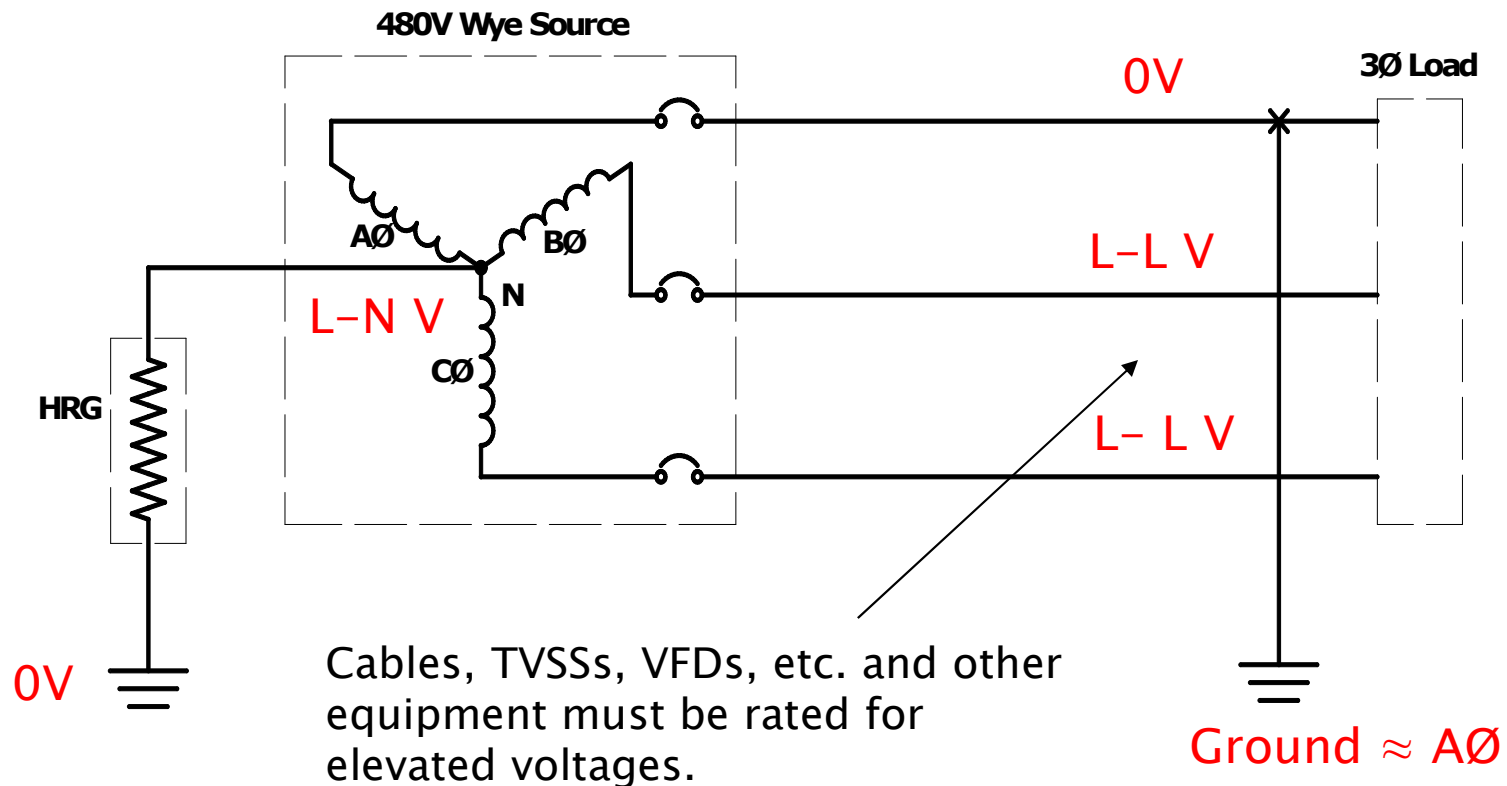 480V Wye Source
0V
3Ø Load
AØ
BØ
L-L V
N
L-N V
CØ
HRG
L- L V
0V
Cables, TVSSs, VFDs, etc. and other
equipment must be rated for
elevated voltages.
Ground ≈ AØ